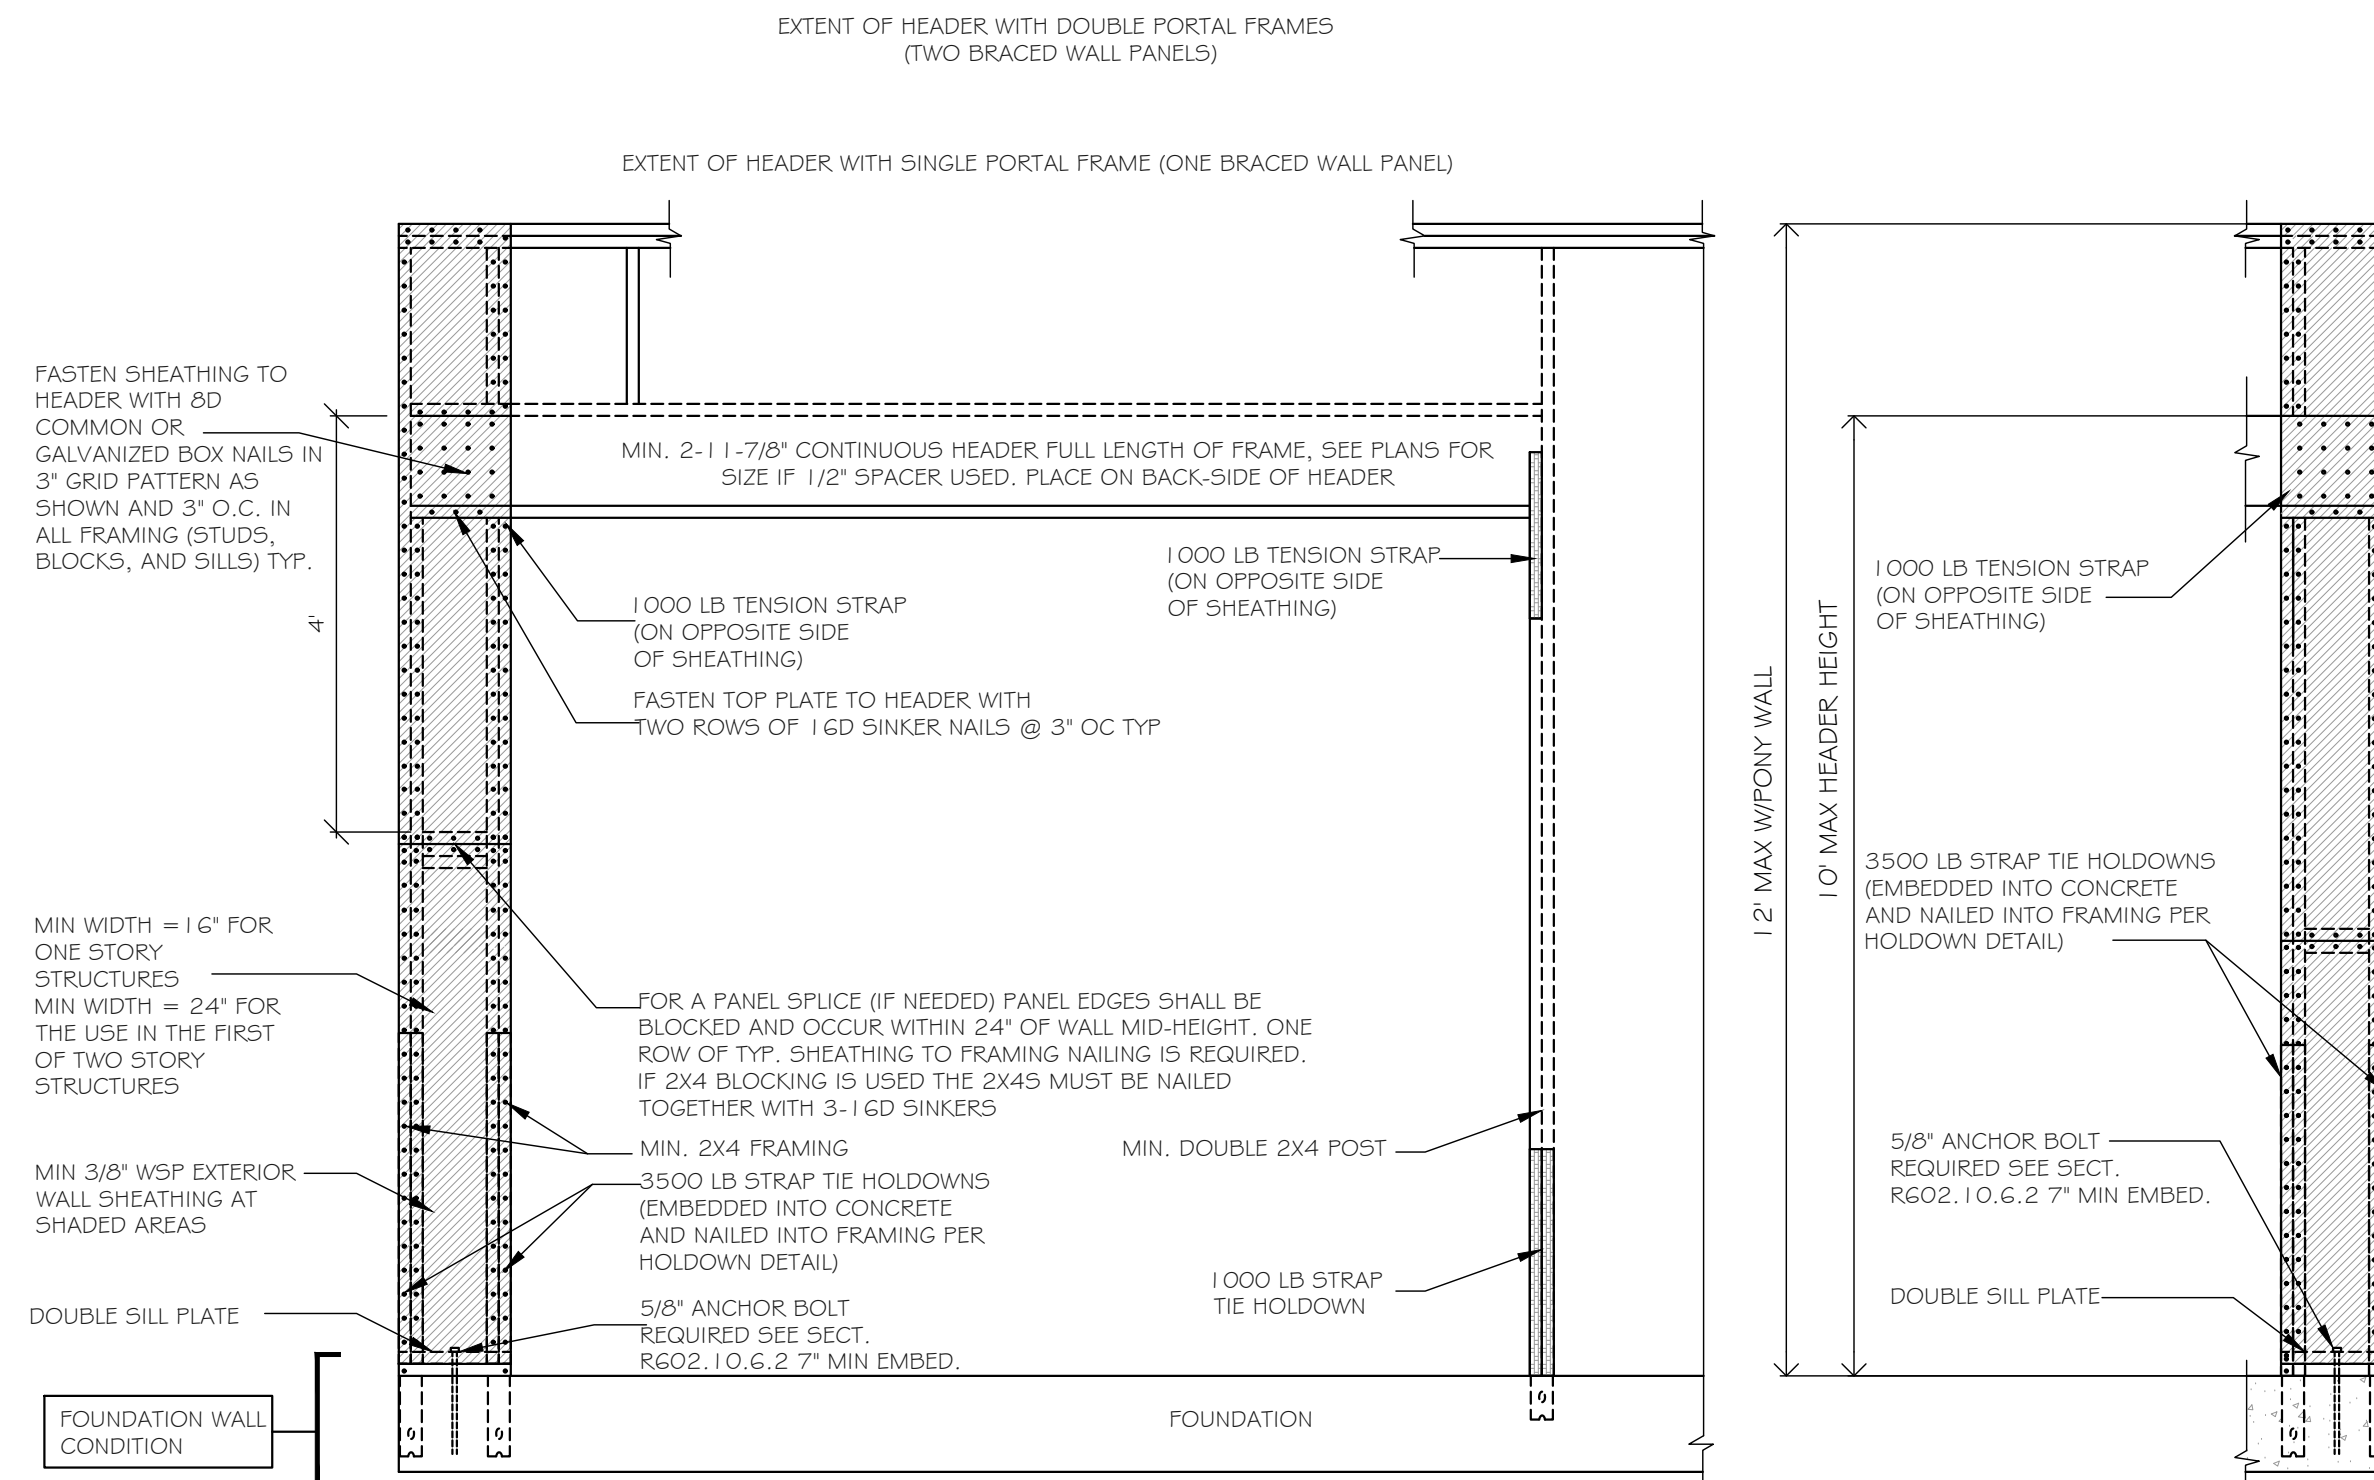 EXTENT OF HEADER WITH DOUBLE PORTAL FRAMES
(TWO BRACED WALL PANELS)
EXTENT OF HEADER WITH SINGLE PORTAL FRAME (ONE BRACED WALL PANEL)
FASTEN SHEATHING TO
HEADER WITH 8D
COMMON OR
GALVANIZED BOX NAILS IN
3" GRID PATTERN AS
SHOWN AND 3" O.C. IN
ALL FRAMING (STUDS,
BLOCKS, AND SILLS) TYP.
4'
MIN WIDTH =16" FOR
ONE STORY
STRUCTURES
MIN WIDTH = 24" FOR
THE USE IN THE FIRST
OF TWO STORY
STRUCTURES
MIN 3/8" WSP EXTERIOR
WALL SHEATHING AT
SHADED AREAS
DOUBLE SILL PLATE
FOUNDATION WALL
CONDITION
MIN. 2-11-7/8" CONTINUOUS HEADER FULL LENGTH OF FRAME, SEE PLANS FOR
SIZE IF 1/2" SPACER USED. PLACE ON BACK-SIDE OF HEADER
1000 LB TENSION STRAP
(ON OPPOSITE SIDE
OF SHEATHING)
FASTEN TOP PLATE TO HEADER WITH
TWO ROWS OF 16D SINKER NAILS @ 3" OC TYP
1000 LB TENSION STRAP
(ON OPPOSITE SIDE
OF SHEATHING)
FOR A PANEL SPLICE (IF NEEDED) PANEL EDGES SHALL BE
BLOCKED AND OCCUR WITHIN 24" OF WALL MID-HEIGHT. ONE
ROW OF TYP. SHEATHING TO FRAMING NAILING IS REQUIRED.
IF 2X4 BLOCKING IS USED THE 2X4S MUST BE NAILED
TOGETHER WITH 3-16D SINKERS
MIN. 2X4 FRAMING
3500 LB STRAP TIE HOLDOWNS
(EMBEDDED INTO CONCRETE
AND NAILED INTO FRAMING PER
HOLDOWN DETAIL)
5/8" ANCHOR BOLT
REQUIRED SEE SECT.
R602.10.6.2 7" MIN EMBED.
MIN. DOUBLE 2X4 POST
1000 LB STRAP
TIE HOLDOWN
FOUNDATION
12' MAX W/PONY WALL
10' MAX HEADER HEIGHT
1000 LB TENSION STRAP
(ON OPPOSITE SIDE
OF SHEATHING)
3500 LB STRAP TIE HOLDOWNS
(EMBEDDED INTO CONCRETE
AND NAILED INTO FRAMING PER
HOLDOWN DETAIL)
5/8" ANCHOR BOLT
REQUIRED SEE SECT.
R602.10.6.2 7" MIN EMBED.
DOUBLE SILL PLATE